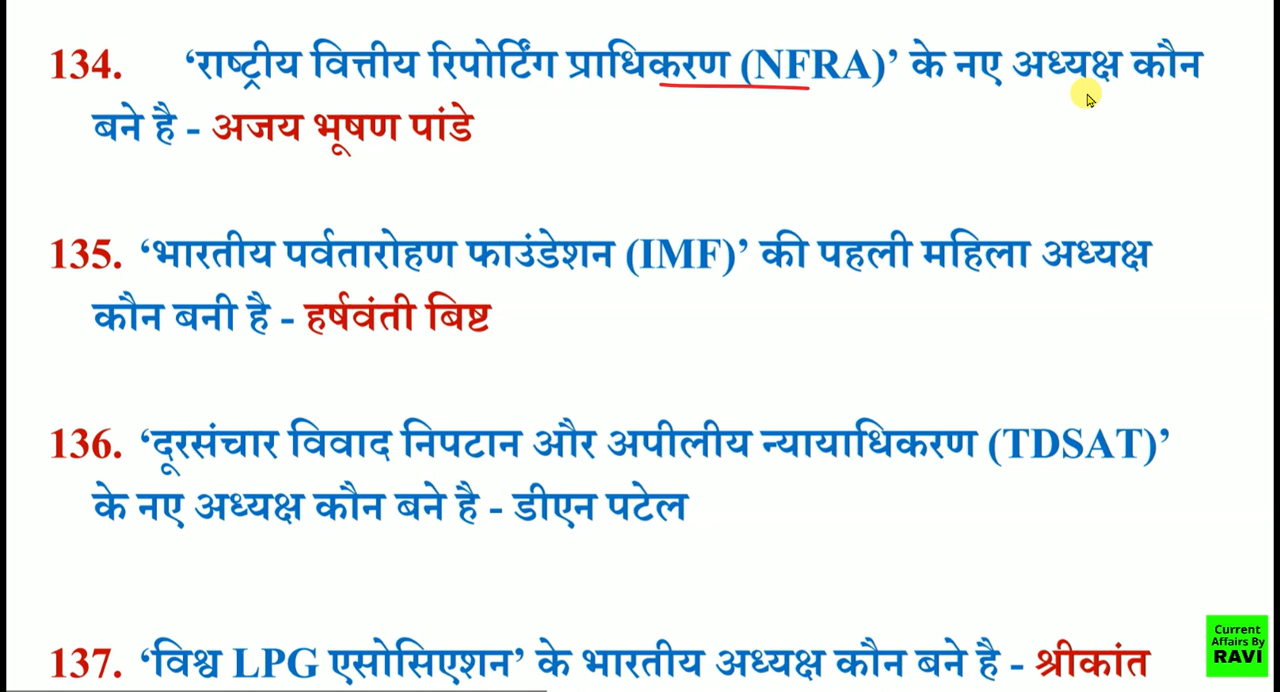 134. ‘राष्ट्रीय वित्तीय रिपोर्टिंग प्राधिकरण (NFRA)’ के नए अध्यक्ष कौन
बने है - अजय भूषण पांडे
135. ‘भारतीय पर्वतारोहण फाउंडेशन (IMF)’ की पहली महिला अध्यक्ष
कौन बनी है - हर्षवंती बिष्ट
136. ‘दूरसंचार विवाद निपटान और अपीलीय न्यायाधिकरण (TDSAT)’
के नए अध्यक्ष कौन बने है - डीएन पटेल
137. ‘विश्व LPG एसोसिएशन’ के भारतीय अध्यक्ष कौन बने है - श्रीकांत
Current
Affairs By
RAVI